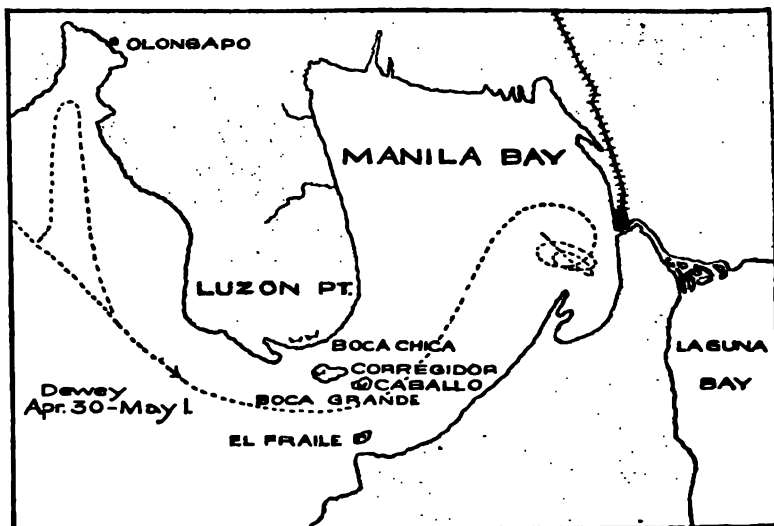 OLONGAPO
MANILA BAY
LUZON PT.
BOCA CHICA
CORREGIDOR
CABALLO
BOCA GRANDE
EL FRAILE
Dewey
Apr. 30-May 1.
LAGUNA
BAY